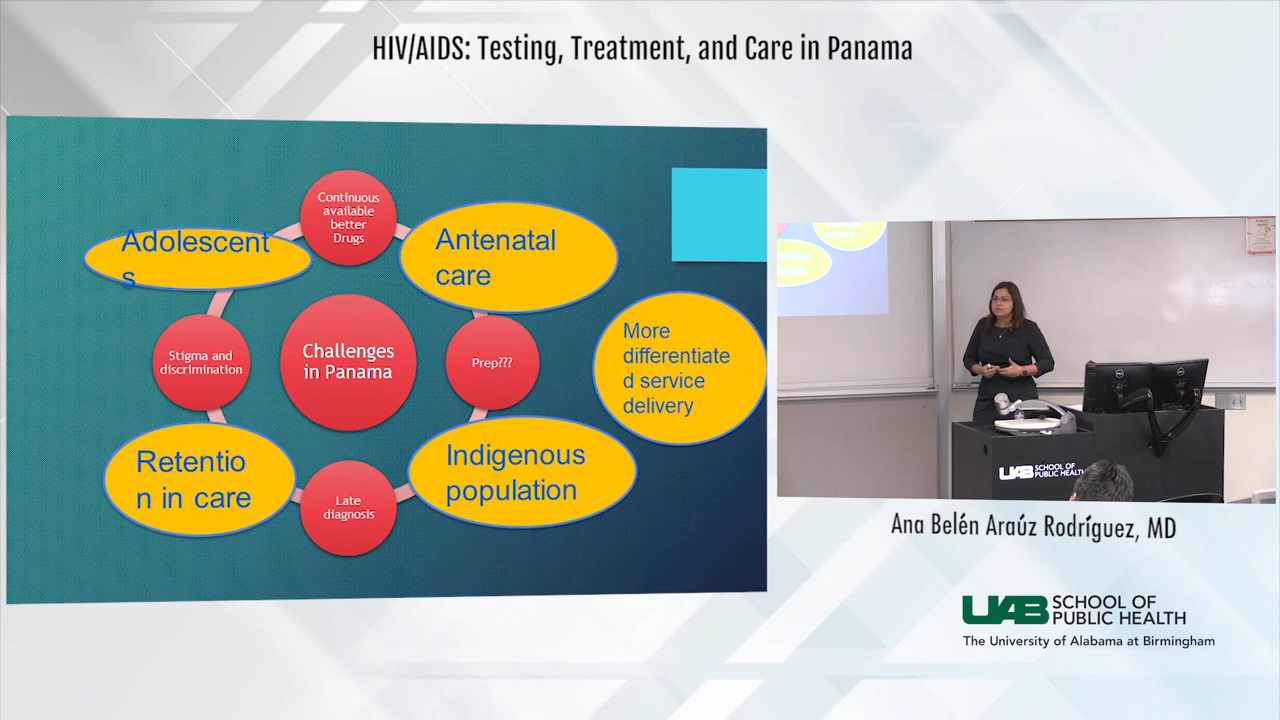 HIV/AIDS: Testing, Treatment, and Care in Panama
Continuous
available
better
Drugs
Adolescent
s
Antenatal
care
More
differentiate
d service
delivery
Stigma and
discrimination
Challenges
in Panama
Prep???
Retentio
n in care
Indigenous
population
Late
diagnosis
UAB SCHOOL OF
PUBLIC HEALTH
Ana Belén Araúz Rodríguez, MD
UAB SCHOOL OF
PUBLIC HEALTH
The University of Alabama at Birmingham